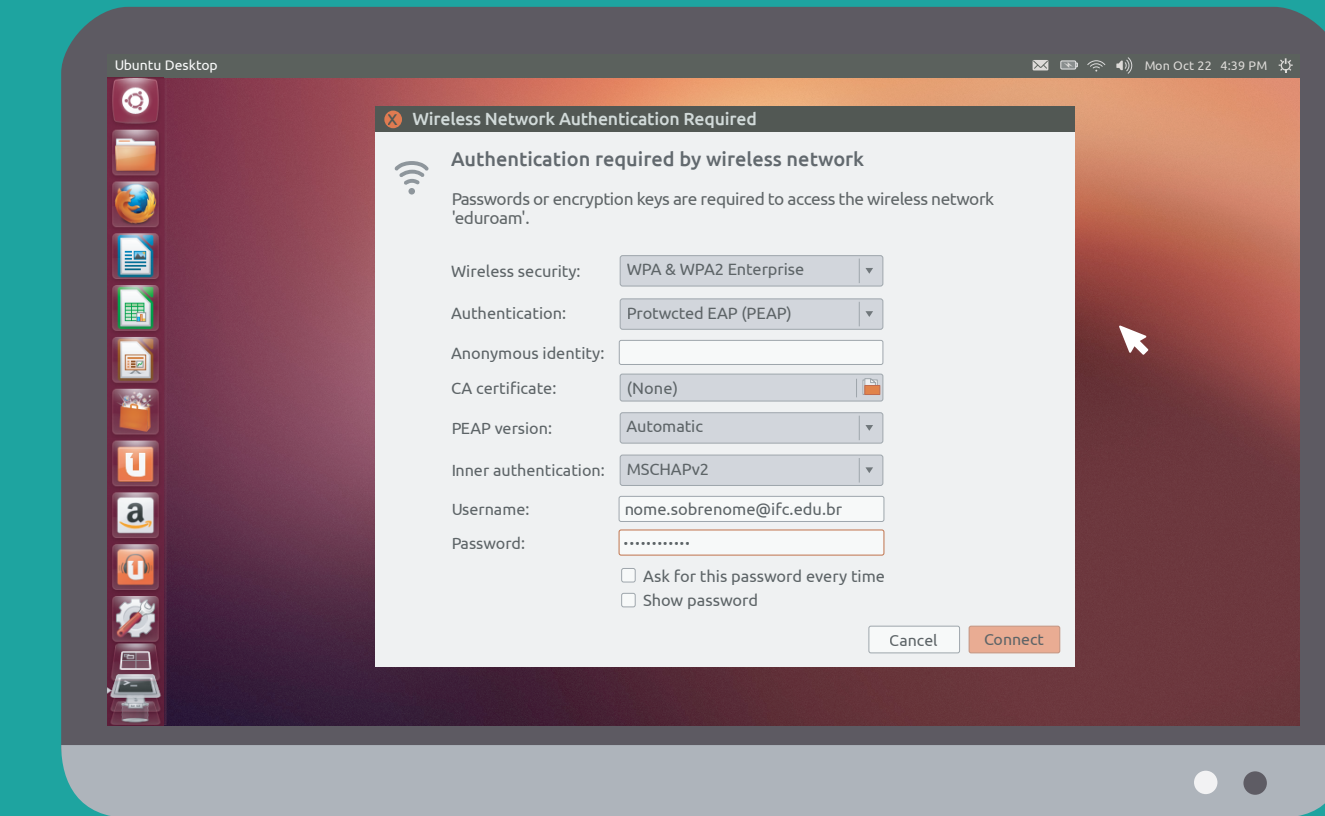 Ubuntu Desktop
Mon Oct 22 4:39 PM
X Wireless Network Authentication Required
Authentication required by wireless network
Passwords or encryption keys are required to access the wireless network
'eduroam'.
Wireless security: WPA & WPA2 Enterprise
Authentication: Protwcted EAP (PEAP)
Anonymous identity:
CA certificate: (None)
PEAP version: Automatic
Inner authentication: MSCHAPv2
Username: nome.sobrenome@ifc.edu.br
Password: ••••••••••••
Ask for this password every time
Show password
Cancel Connect
1
a
1
>-